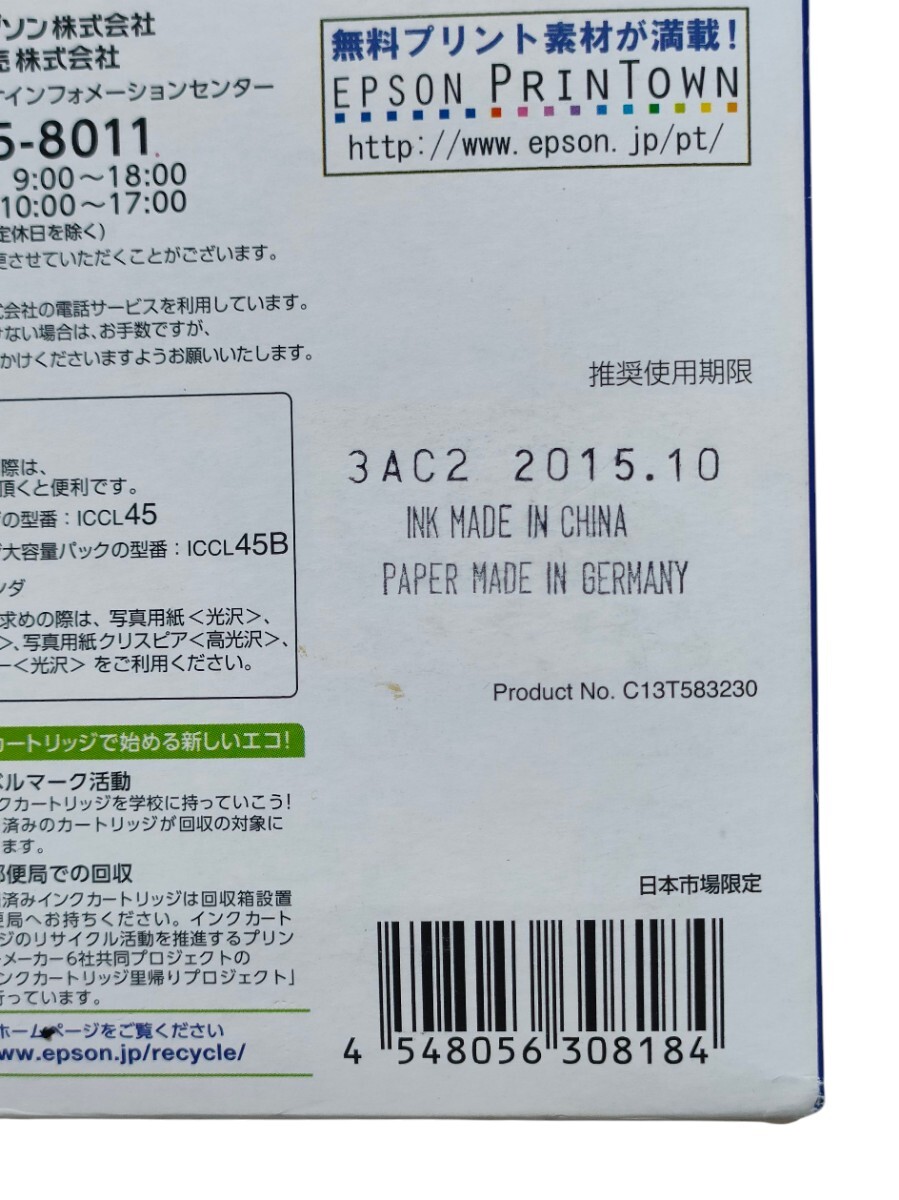 ソン株式会社
売株式会社
インフォメーションセンター
5-8011
9:00～18:00
10:00～17:00
定休日を除く)
更させていただくことがございます。
式会社の電話サービスを利用しています。
けない場合は、お手数ですが、
かけくださいますようお願いいたします。
無料プリント素材が満載!
EPSON PRINTOWN
http://www.epson.jp/pt/
推奨使用期限
3AC2 2015.10
INK MADE IN CHINA
PAPER MADE IN GERMANY
Product No. C13T583230
際は、
頂くと便利です。
の型番：ICCL45
大容量パックの型番：ICCL45B
ンダ
求めの際は、写真用紙<光沢>、
>、写真用紙クリスピア<高光沢>、
ー<光沢> をご利用ください。
カートリッジで始める新しいエコ!
ベルマーク活動
クカートリッジを学校に持っていこう!
済みのカートリッジが回収の対象に
ます。
郵便局での回収
済みインクカートリッジは回収箱設置
便局へお持ちください。インクカート
ジのリサイクル活動を推進するプリン
メーカー6社共同プロジェクトの
ンクカートリッジ里帰りプロジェクト」
行っています。
ホームページをご覧ください
ww.epson.jp/recycle/
日本市場限定
4 548056 308184